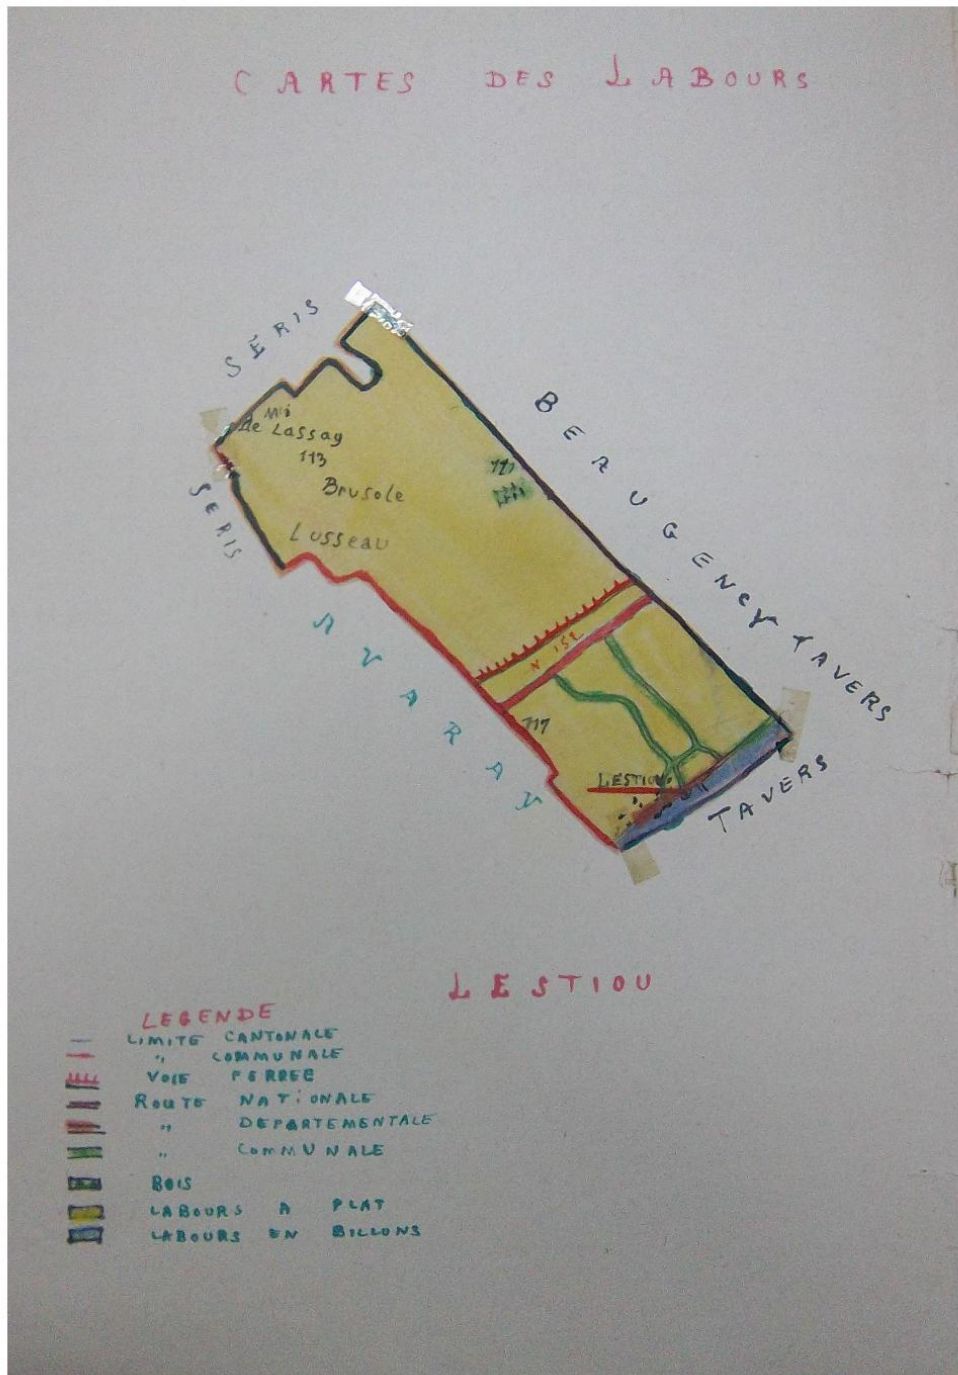 CARTES DES LABOURS
SERIS
BEAUGENCY TAVERS
Mi
de Lassay
113
Brusole
Lusseau
SERIS
AVARAY
N 152
117
LESTIOU
TAVERS
LESTIOU
LEGENDE
LIMITE CANTONALE
" COMMUNALE
VOIE FERREE
ROUTE NATiONALE
" DEPARTEMENTALE
" COMMUNALE
BOIS
LABOURS A PLAT
LABOURS EN BILLONS